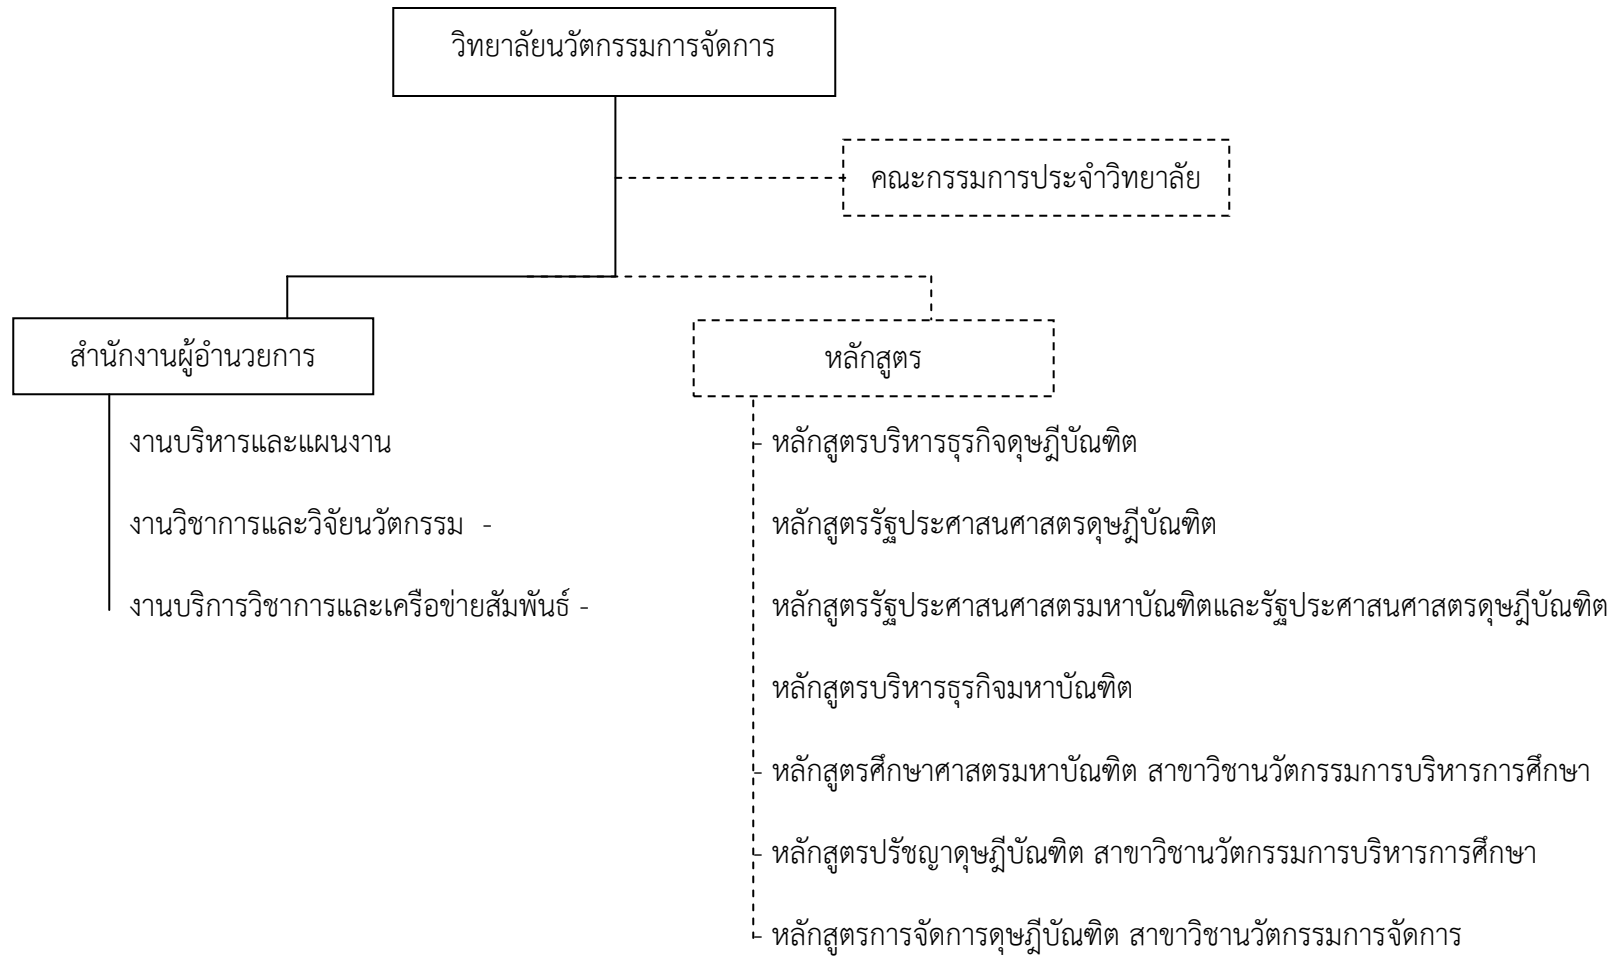 วิทยาลัยนวัตกรรมการจัดการ
คณะกรรมการประจำวิทยาลัย
สำนักงานผู้อำนวยการ
งานบริหารและแผนงาน
งานวิชาการและวิจัยนวัตกรรม -
งานบริการวิชาการและเครือข่ายสัมพันธ์ -
หลักสูตร
- หลักสูตรบริหารธุรกิจดุษฎีบัณฑิต
หลักสูตรรัฐประศาสนศาสตรดุษฎีบัณฑิต
หลักสูตรรัฐประศาสนศาสตรมหาบัณฑิตและรัฐประศาสนศาสตรดุษฎีบัณฑิต
หลักสูตรบริหารธุรกิจมหาบัณฑิต
- หลักสูตรศึกษาศาสตรมหาบัณฑิต สาขาวิชานวัตกรรมการบริหารการศึกษา
- หลักสูตรปรัชญาดุษฎีบัณฑิต สาขาวิชานวัตกรรมการบริหารการศึกษา
- หลักสูตรการจัดการดุษฎีบัณฑิต สาขาวิชานวัตกรรมการจัดการ